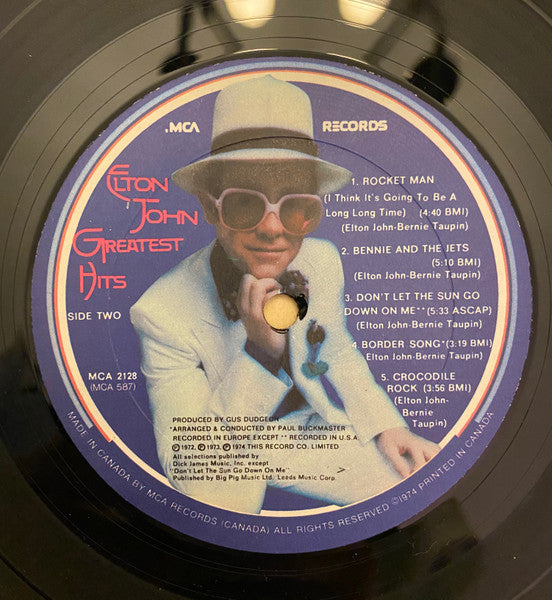 .MCA RECORDS
ELTON
JOHN
GREATEST
HITS
SIDE TWO
MCA 2128
(MCA 587)
1. ROCKET MAN
(I Think It's Going To Be A
Long Long Time) (4:40 BMI)
(Elton John-Bernie Taupin)
2. BENNIE AND THE JETS
(5:10 BMI)
(Elton John-Bernie Taupin)
3. DON'T LET THE SUN GO
DOWN ON ME**(5:33 ASCAP)
(Elton John-Bernie Taupin)
4. BORDER SONG*(3:19 BMI)
Elton John-Bernie Taupin)
5. CROCODILE
ROCK (3:56 BMI)
(Elton John-
Bernie
Taupin)
PRODUCED BY GUS DUDGEON
*ARRANGED & CONDUCTED BY PAUL BUCKMASTER
RECORDED IN EUROPE EXCEPT ** RECORDED IN U.S.A.
℗ 1972, ℗ 1973, ℗ 1974 THIS RECORD CO. LIMITED
All selections published by
Dick James Music, Inc. except
"Don't Let The Sun Go Down On Me"
Published by Big Pig Music Ltd. Leeds Music Corp.
MADE IN CANADA BY MCA RECORDS (CANADA) ALL RIGHTS RESERVED ©1974 PRINTED IN CANADA